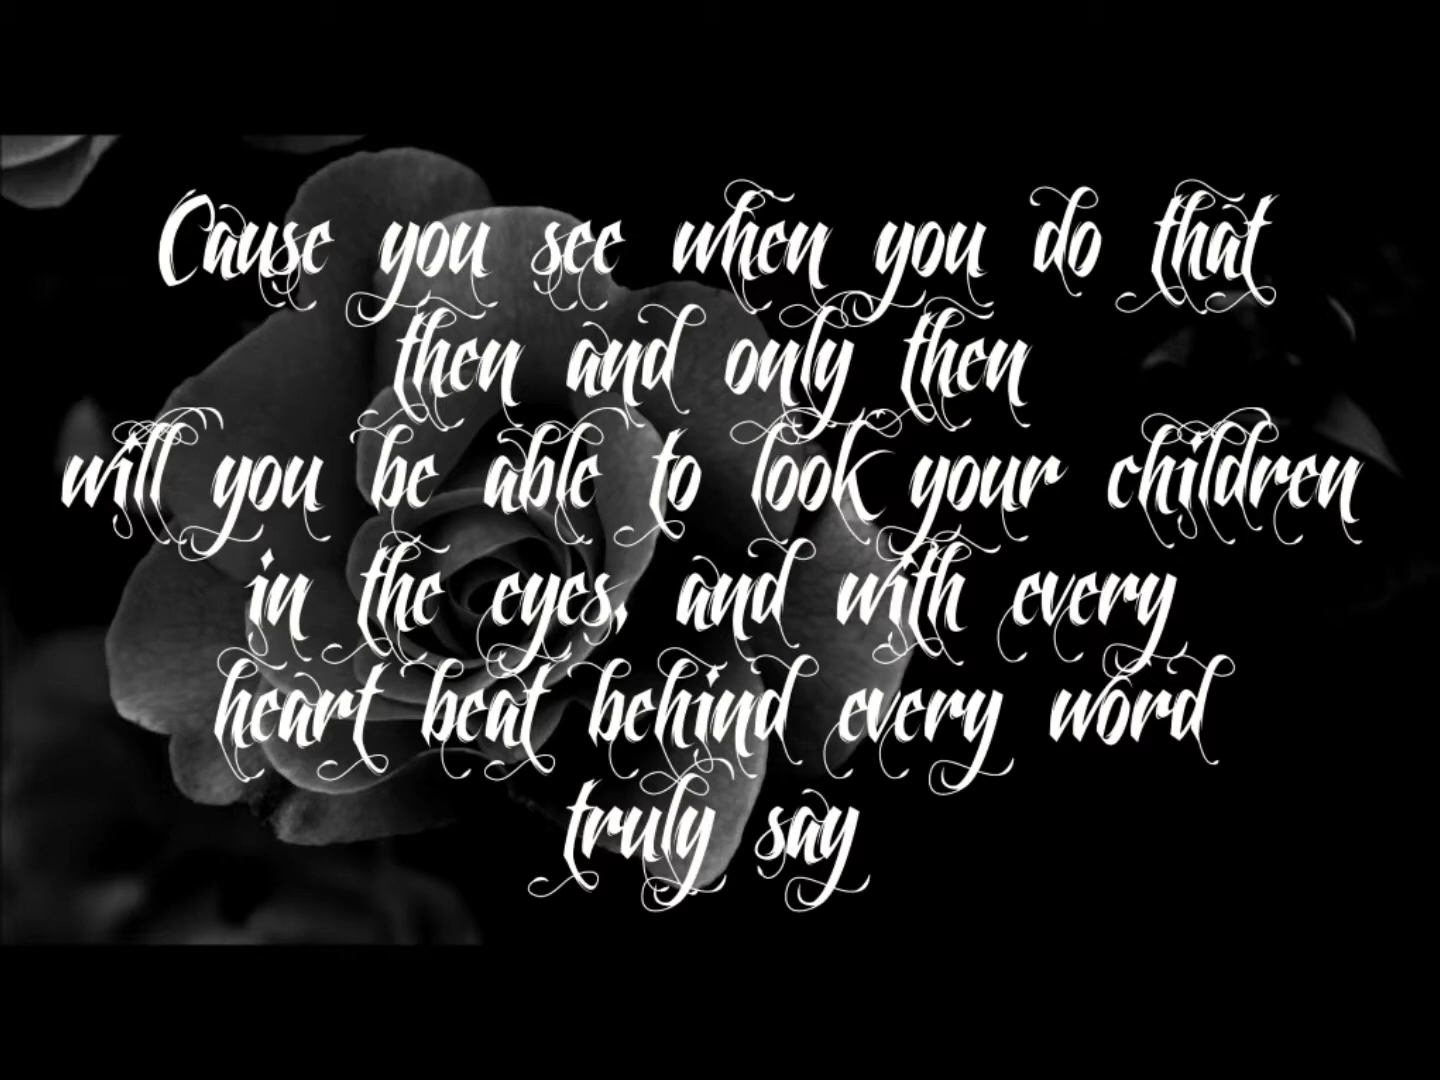 Cause you see when you do that
then and only then
will you be able to look your children
in the eyes, and with every
heart beat behind every word
truly say